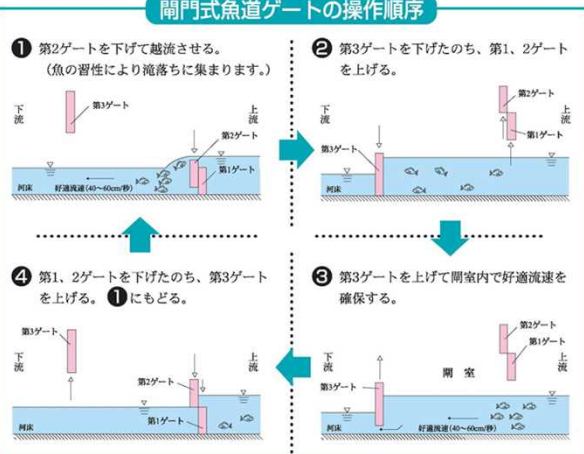 閘門式魚道ゲートの操作順序
❶ 第2ゲートを下げて越流させる。
(魚の習性により滝落ちに集まります。)
下流
上流
第3ゲート
第2ゲート
第1ゲート
河床
好適流速(40〜60cm/秒)
❷ 第3ゲートを下げたのち、第1、2ゲート
を上げる。
下流
上流
第2ゲート
第1ゲート
第3ゲート
河床
❹ 第1、2ゲートを下げたのち、第3ゲート
を上げる。❶にもどる。
第3ゲート
下流
上流
第2ゲート
第1ゲート
河床
❸ 第3ゲートを上げて閘室内で好適流速を
確保する。
下流
上流
第2ゲート
第1ゲート
閘室
第3ゲート
河床
好適流速(40〜60cm/秒)